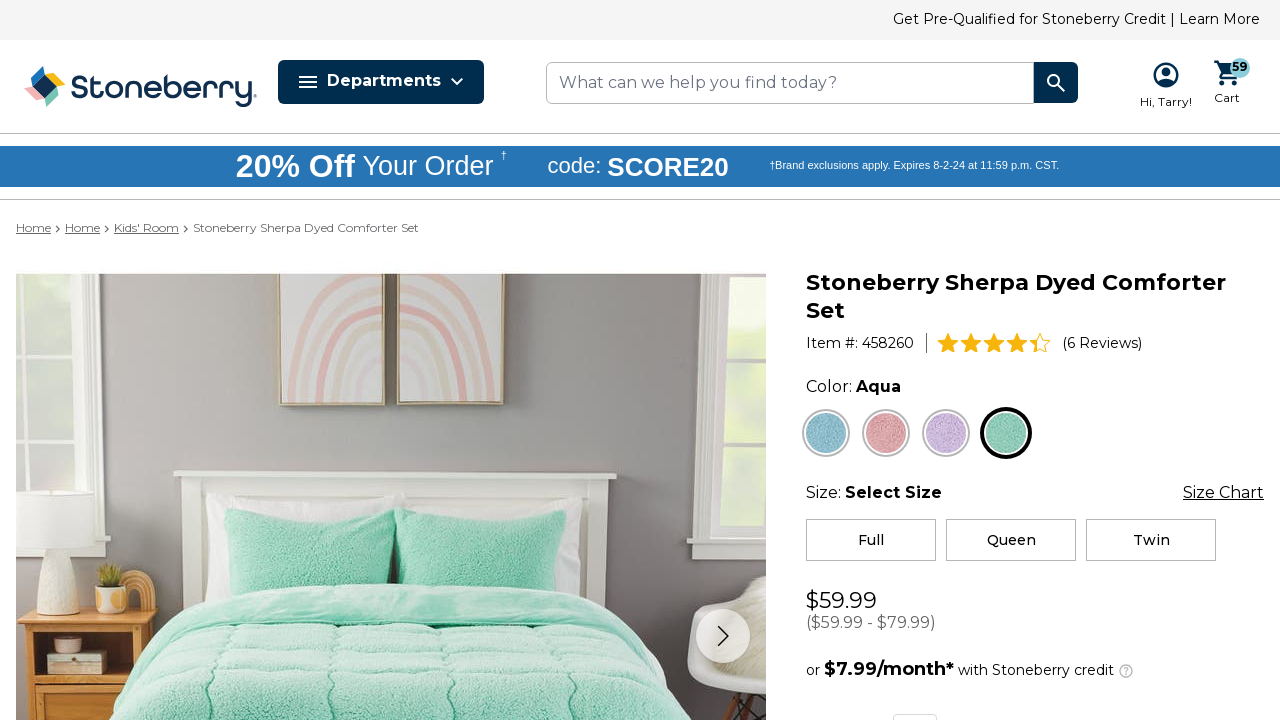 Get Pre-Qualified for Stoneberry Credit | Learn More
Stoneberry
Departments
What can we help you find today?
Hi, Tarry!
59
Cart
20% Off Your Order † code: SCORE20 †Brand exclusions apply. Expires 8-2-24 at 11:59 p.m. CST.
Home > Home > Kids' Room > Stoneberry Sherpa Dyed Comforter Set
Stoneberry Sherpa Dyed Comforter
Set
Item #: 458260 | (6 Reviews)
Color: Aqua
Size: Select Size Size Chart
Full Queen Twin
$59.99
($59.99 - $79.99)
or $7.99/month* with Stoneberry credit